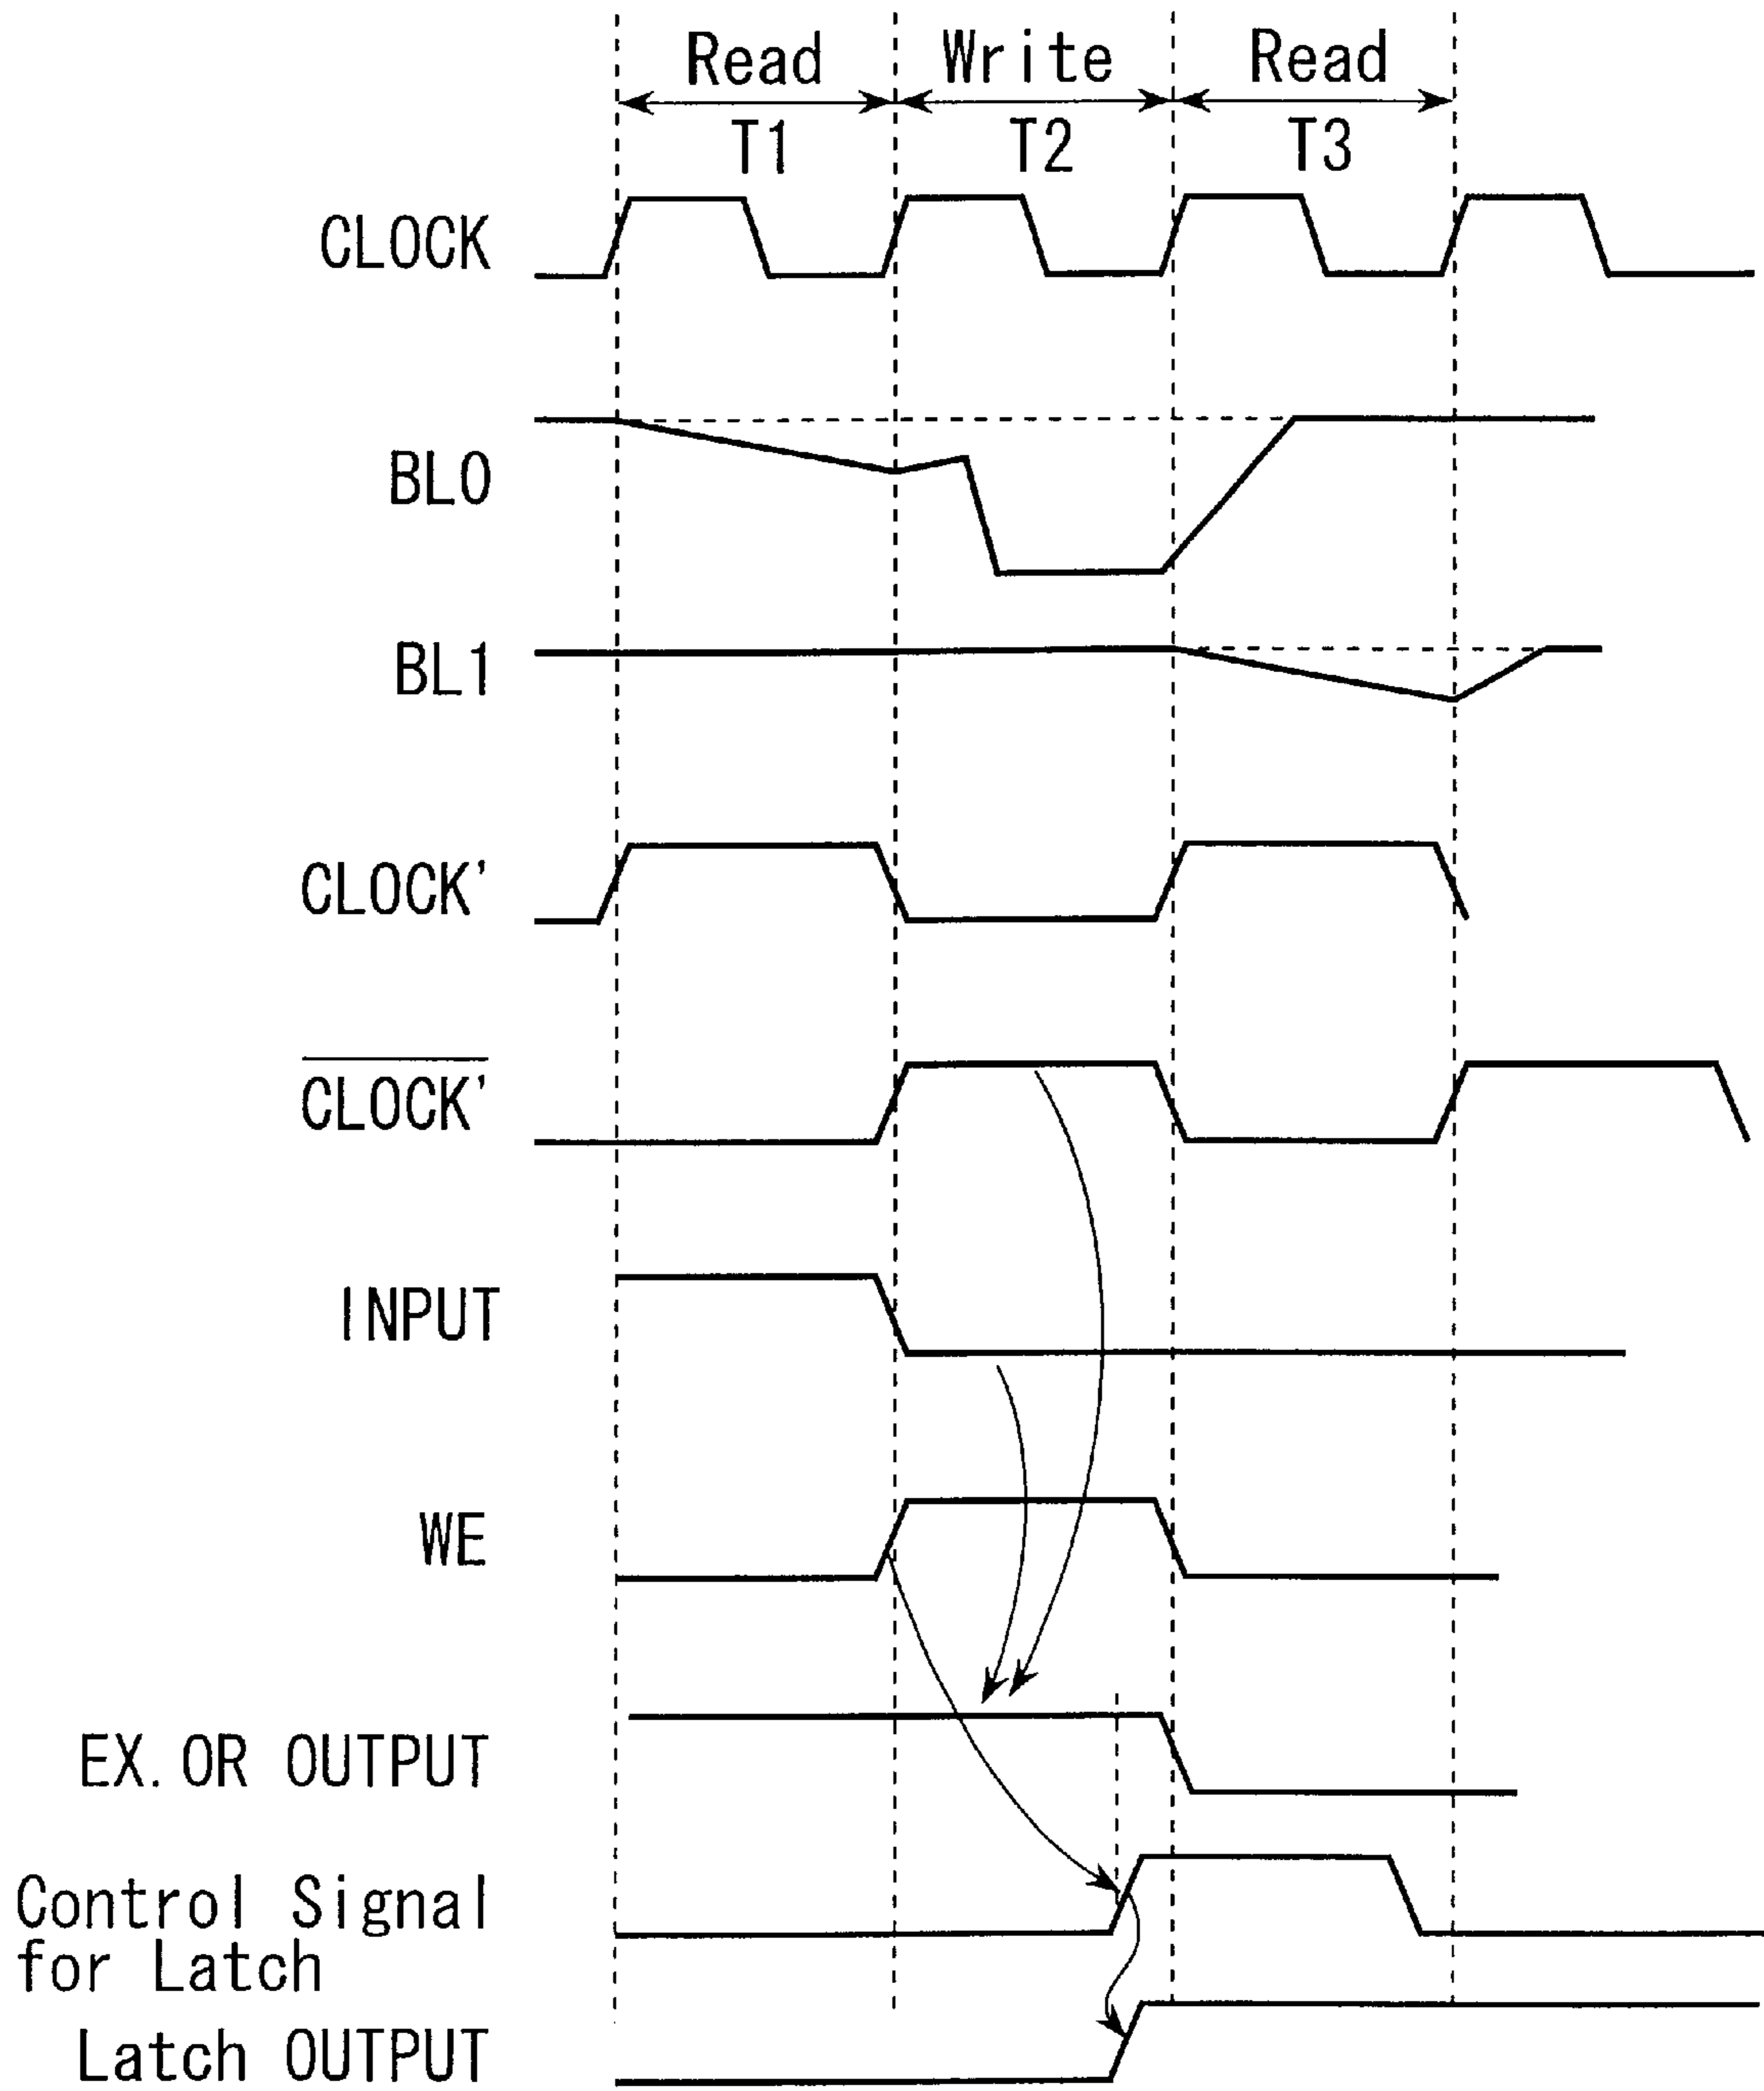 Read Write Read
T1 T2 T3
CLOCK
BL0
BL1
CLOCK'
CLOCK'
INPUT
WE
EX.OR OUTPUT
Control Signal
for Latch
Latch OUTPUT